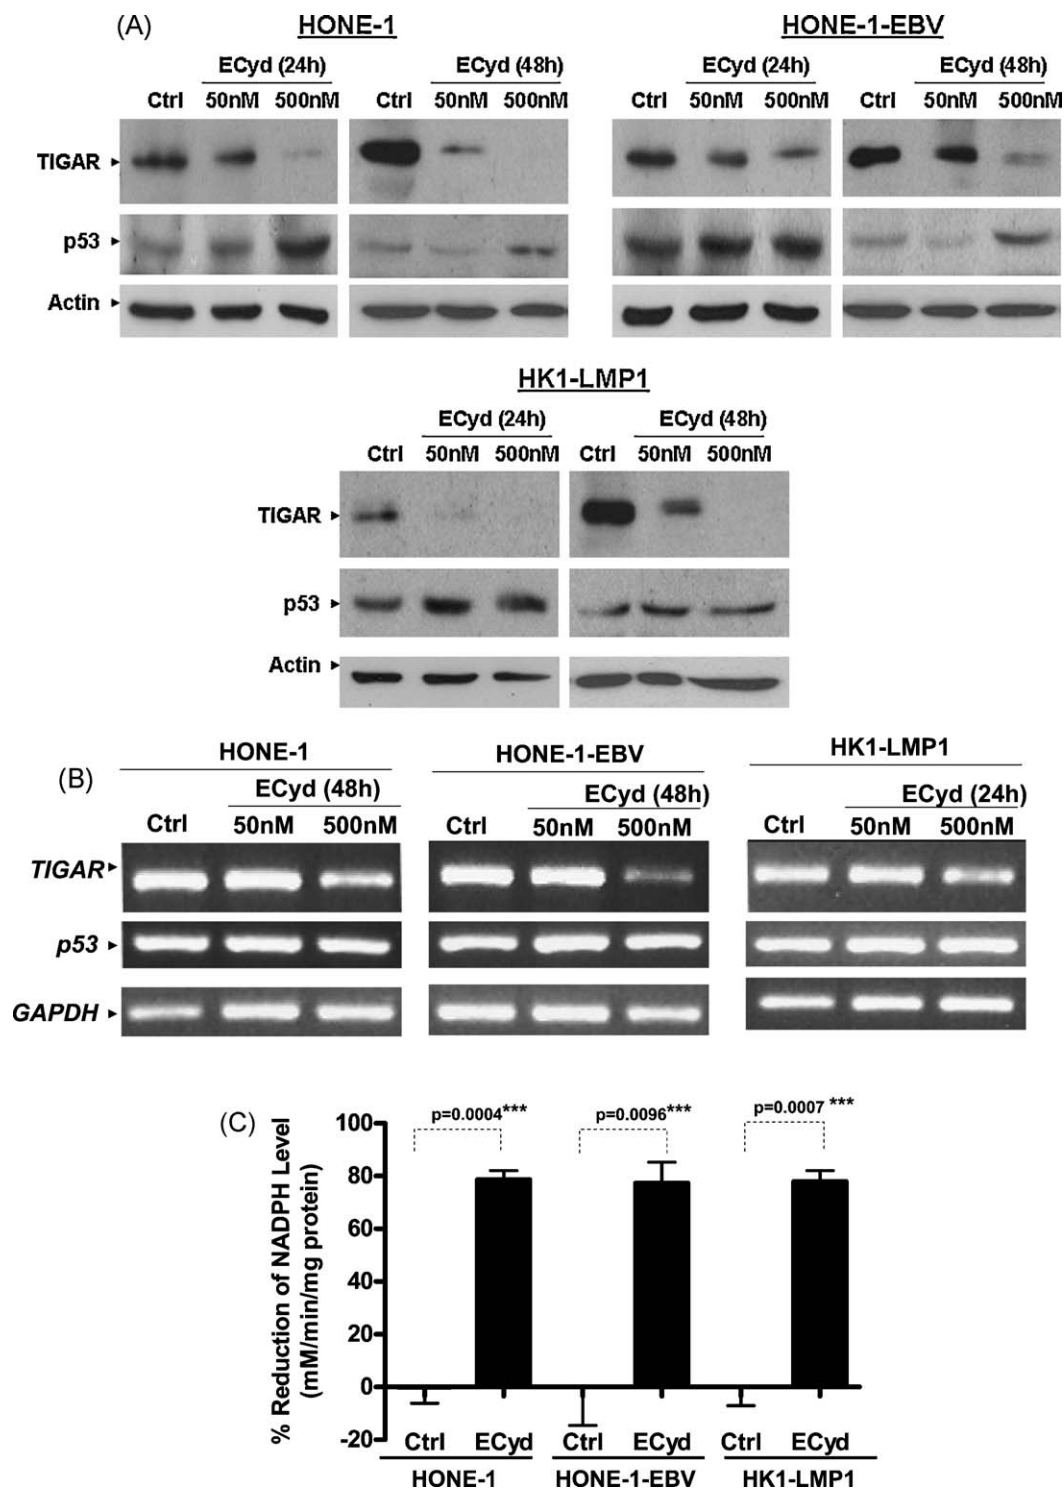 (A)
HONE-1 HONE-1-EBV
ECyd (24h) ECyd (48h) ECyd (24h) ECyd (48h)
Ctrl 50nM 500nM Ctrl 50nM 500nM Ctrl 50nM 500nM Ctrl 50nM 500nM
TIGAR
p53
Actin
HK1-LMP1
ECyd (24h) ECyd (48h)
Ctrl 50nM 500nM Ctrl 50nM 500nM
TIGAR
p53
Actin
(B)
HONE-1 HONE-1-EBV HK1-LMP1
ECyd (48h) ECyd (48h) ECyd (24h)
Ctrl 50nM 500nM Ctrl 50nM 500nM Ctrl 50nM 500nM
TIGAR
p53
GAPDH
(C)
% Reduction of NADPH Level
(mM/min/mg protein)
100
80
60
40
20
0
-20
p=0.0004*** p=0.0096*** p=0.0007 ***
Ctrl ECyd Ctrl ECyd Ctrl ECyd
HONE-1 HONE-1-EBV HK1-LMP1